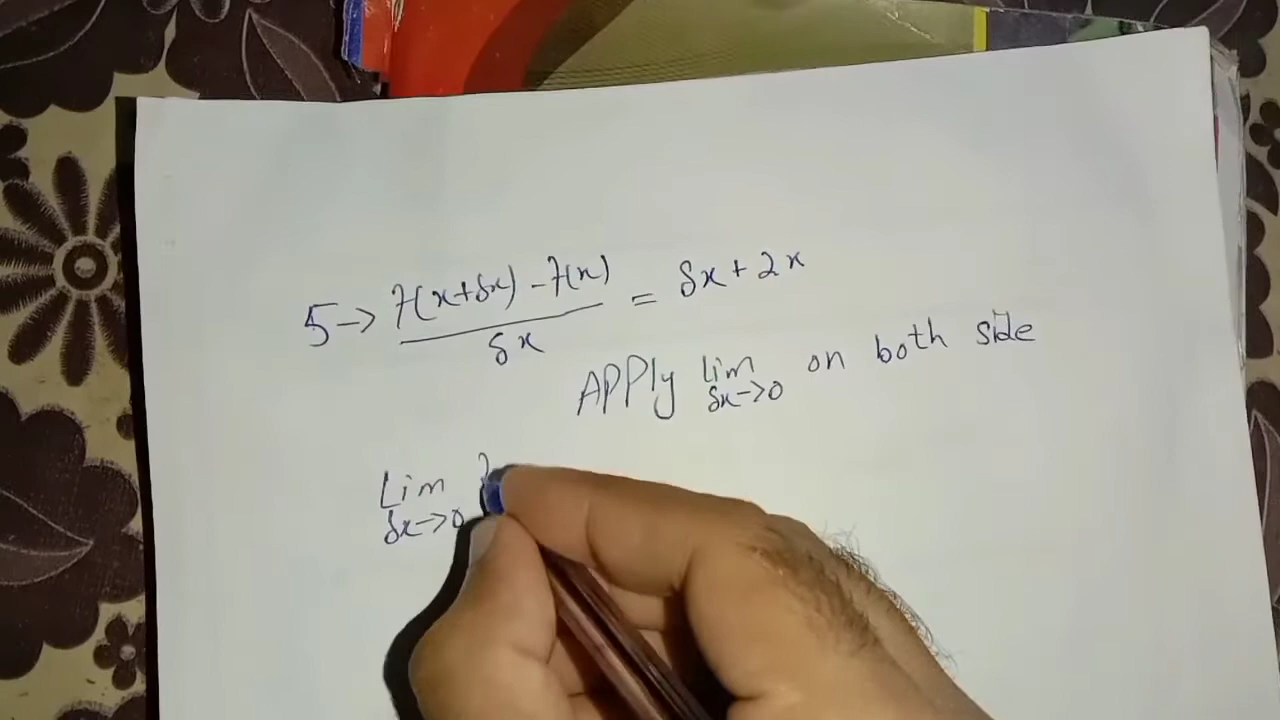 5→ f(x+δx) -f(x) / δx = δx + 2x
APPly lim δx→0 on both side
Lim δx→0